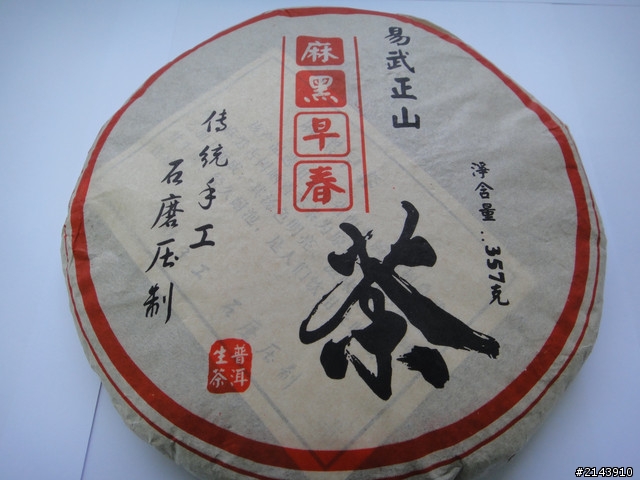 易武正山
麻黑早春
茶
净含量:357克
传统手工
石磨压制
普洱
生茶
#2143910